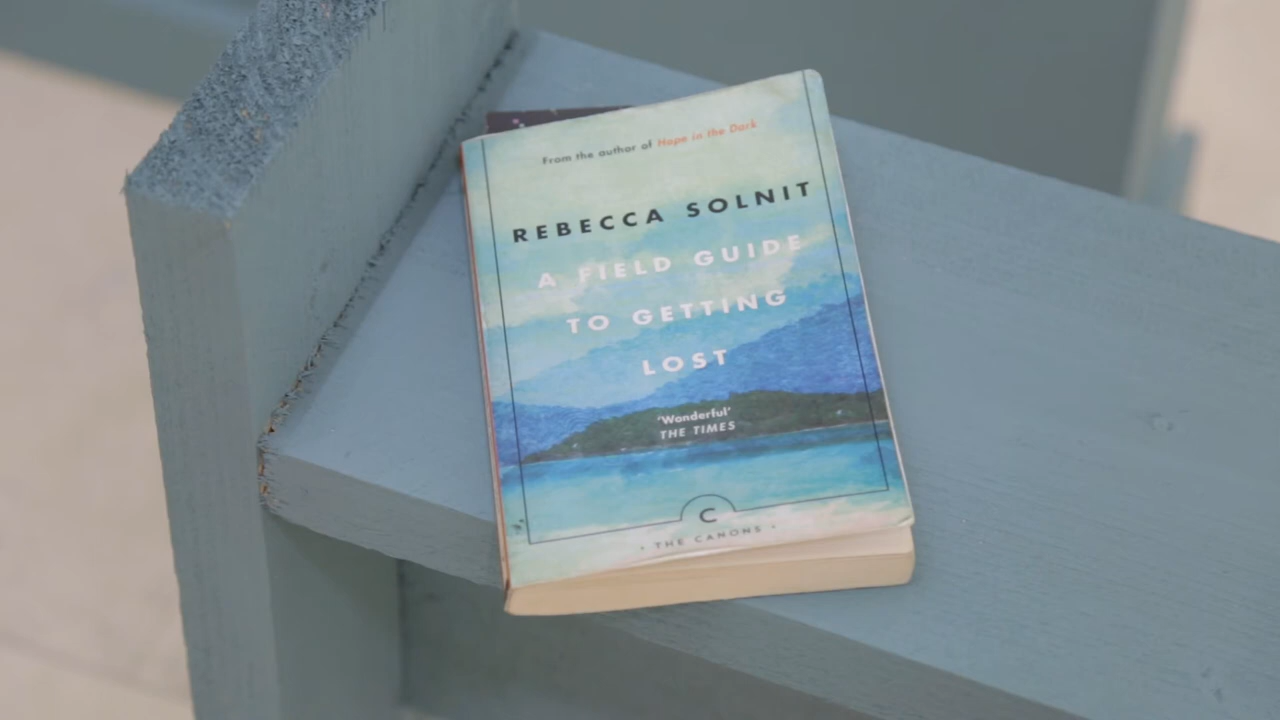 From the author of Hope in the Dark
REBECCA SOLNIT
A FIELD GUIDE
TO GETTING
LOST
'Wonderful'
THE TIMES
C
· THE CANONS ·